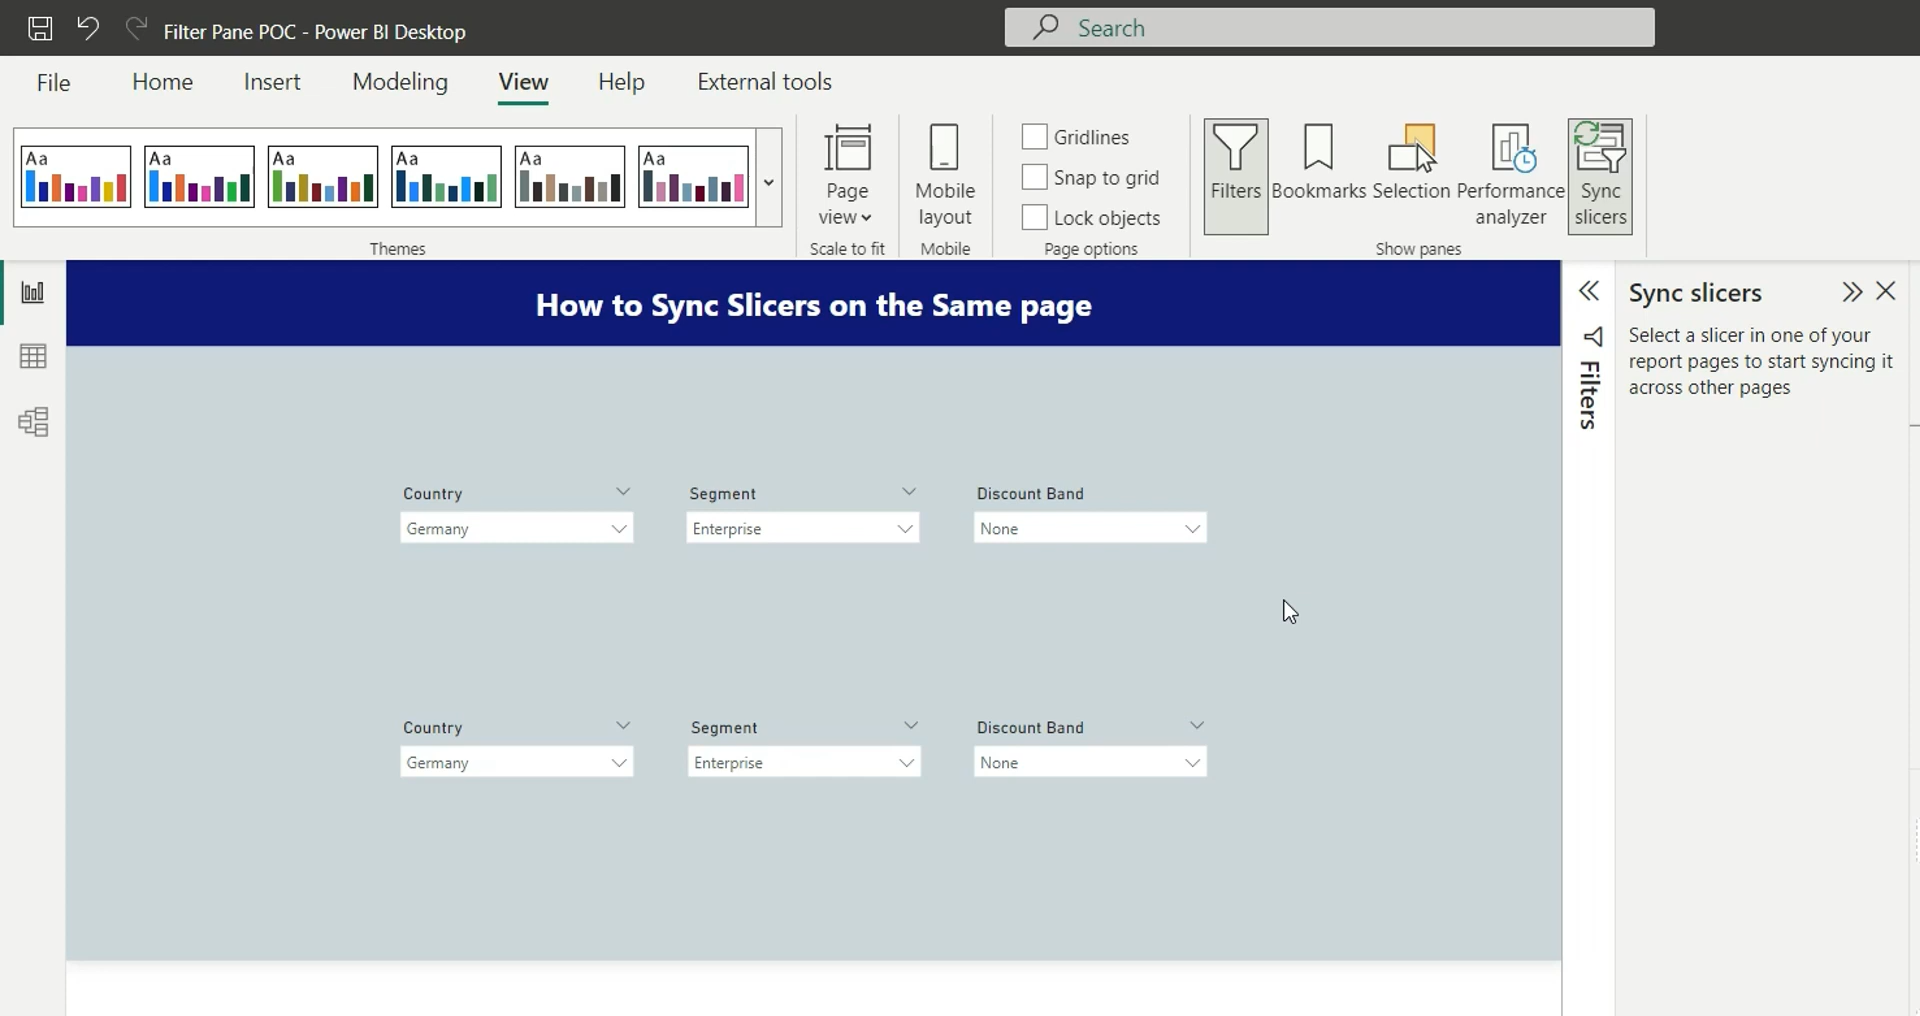 Filter Pane POC - Power BI Desktop
Search
File Home Insert Modeling View Help External tools
Aa Aa Aa Aa Aa Aa
Themes
Page
view
Scale to fit
Mobile
layout
Mobile
Gridlines
Snap to grid
Lock objects
Page options
Filters
Bookmarks
Selection
Performance
analyzer
Sync
slicers
Show panes
How to Sync Slicers on the Same page
Country Segment Discount Band
Germany Enterprise None
Country Segment Discount Band
Germany Enterprise None
Filters
Sync slicers
Select a slicer in one of your
report pages to start syncing it
across other pages